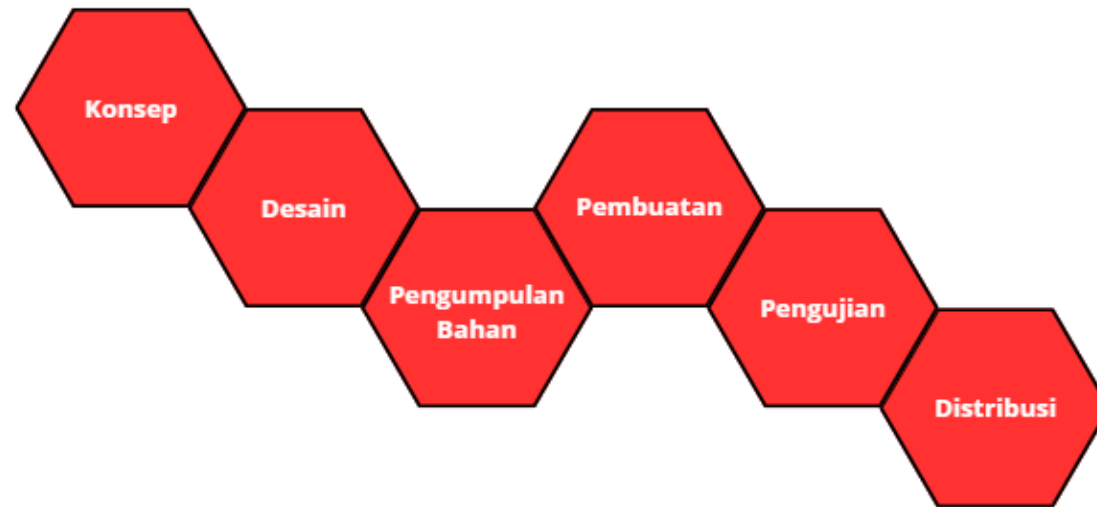 Konsep
Desain
Pengumpulan
Bahan
Pembuatan
Pengujian
Distribusi